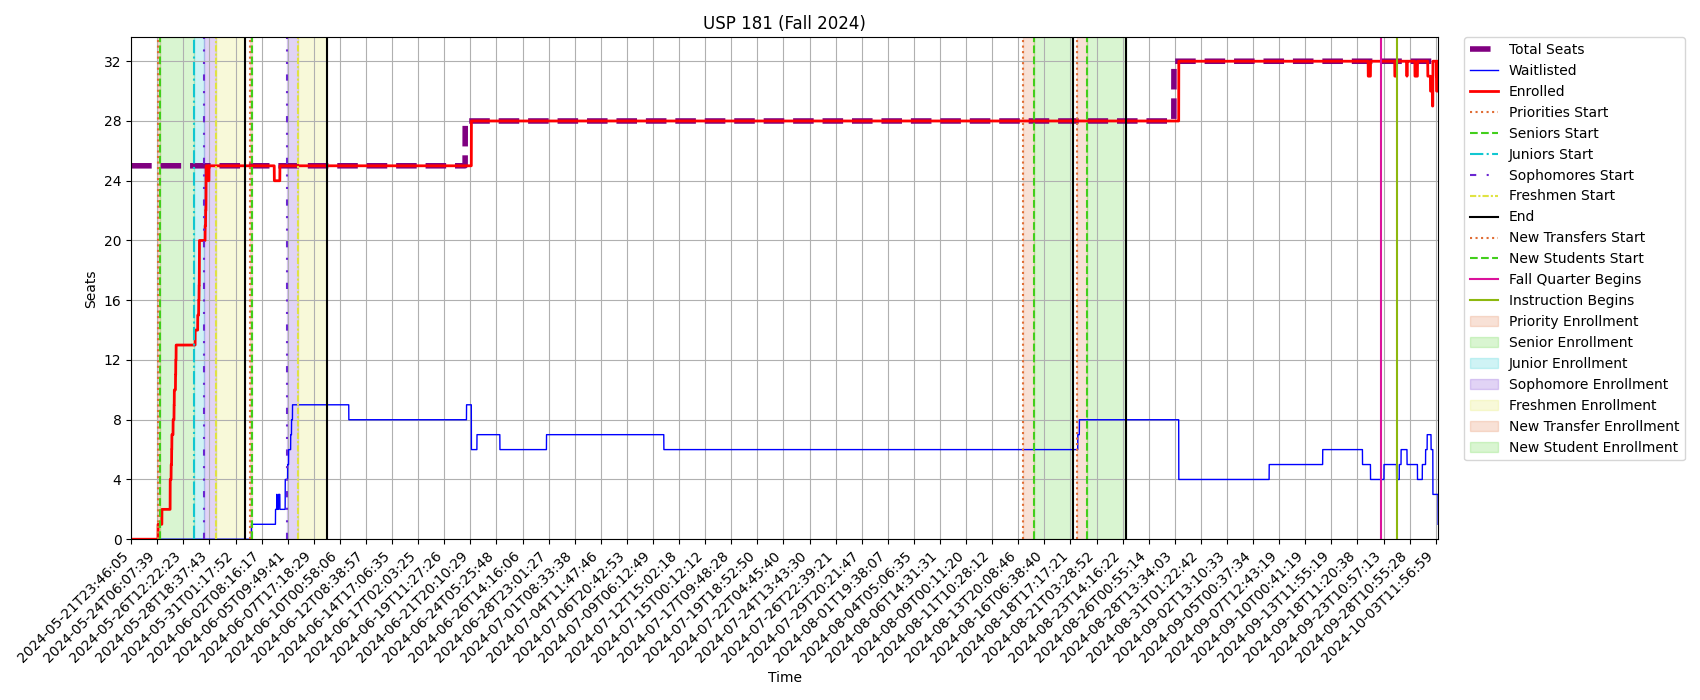 USP 181 (Fall 2024)
Seats
32
28
24
20
16
12
8
4
0
2024-05-21T23:46:05
2024-05-24T06:07:39
2024-05-26T12:22:23
2024-05-28T18:37:43
2024-05-31T01:17:52
2024-06-02T08:16:17
2024-06-05T09:49:41
2024-06-07T17:18:29
2024-06-10T00:58:06
2024-06-12T08:38:57
2024-06-14T17:06:35
2024-06-17T02:03:25
2024-06-19T11:27:26
2024-06-21T20:10:29
2024-06-24T05:25:48
2024-06-26T14:16:06
2024-06-28T23:01:27
2024-07-01T08:33:38
2024-07-04T11:47:46
2024-07-06T20:42:53
2024-07-09T06:12:49
2024-07-12T15:02:18
2024-07-15T00:12:12
2024-07-17T09:48:28
2024-07-19T18:52:50
2024-07-22T04:45:40
2024-07-24T13:43:30
2024-07-26T22:39:21
2024-07-29T20:21:47
2024-08-01T19:38:07
2024-08-04T05:06:35
2024-08-06T14:31:31
2024-08-09T00:11:20
2024-08-11T10:28:12
2024-08-13T20:08:46
2024-08-16T06:38:40
2024-08-18T17:17:21
2024-08-21T03:28:52
2024-08-23T14:16:22
2024-08-26T00:55:14
2024-08-28T13:34:03
2024-08-31T01:22:42
2024-09-02T13:10:33
2024-09-05T00:37:34
2024-09-07T12:43:19
2024-09-10T00:41:19
2024-09-13T11:55:19
2024-09-18T11:20:38
2024-09-23T10:57:13
2024-09-28T10:55:28
2024-10-03T11:56:59
Time
Total Seats
Waitlisted
Enrolled
Priorities Start
Seniors Start
Juniors Start
Sophomores Start
Freshmen Start
End
New Transfers Start
New Students Start
Fall Quarter Begins
Instruction Begins
Priority Enrollment
Senior Enrollment
Junior Enrollment
Sophomore Enrollment
Freshmen Enrollment
New Transfer Enrollment
New Student Enrollment